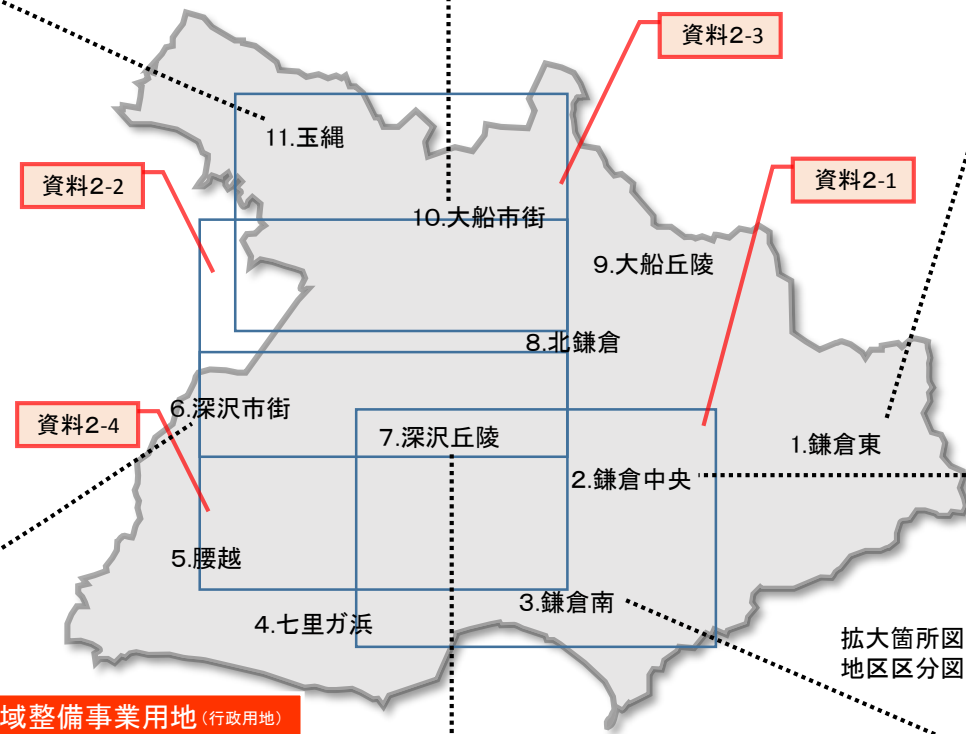 資料2-3
11.玉縄
資料2-2
資料2-1
10.大船市街
9.大船丘陵
8.北鎌倉
6.深沢市街
資料2-4
7.深沢丘陵
1.鎌倉東
2.鎌倉中央
5.腰越
3.鎌倉南
4.七里ガ浜
拡大箇所図
地区区分図
域整備事業用地(行政用地)